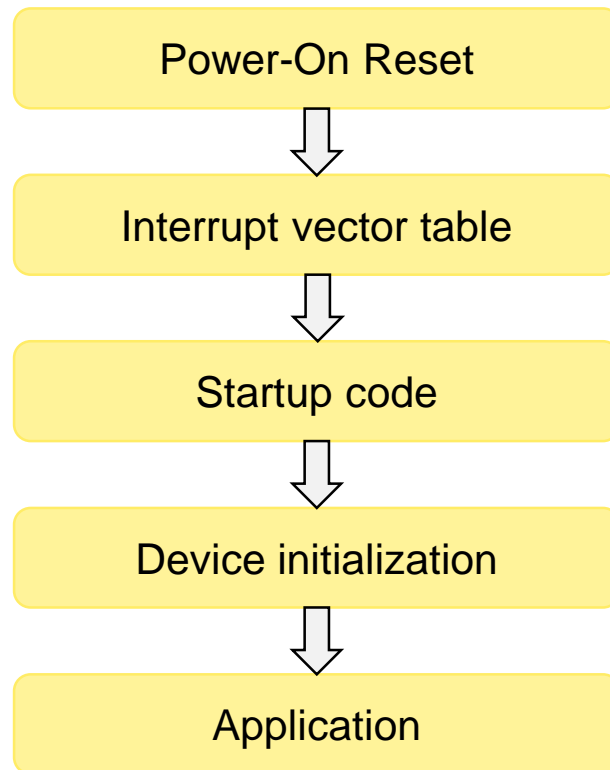 Power-On Reset
Interrupt vector table
Startup code
Device initialization
Application